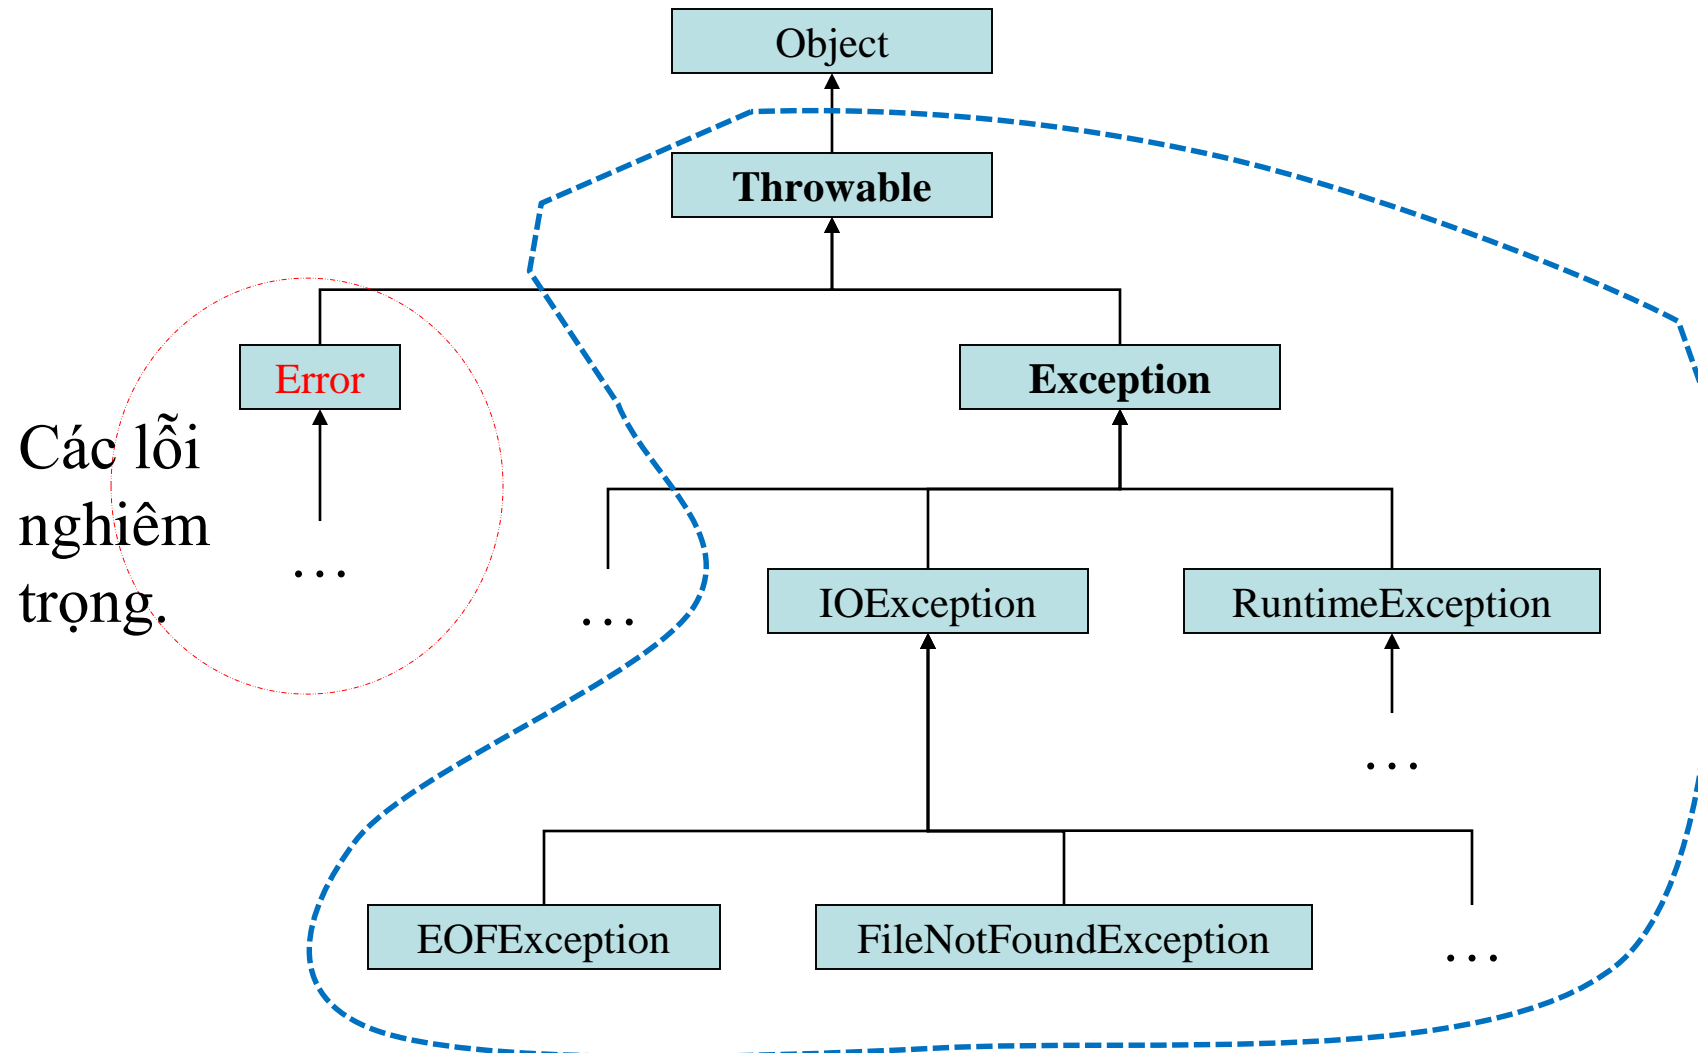 Object
Throwable
Error
Exception
Các lỗi
nghiêm
trọng.
…
…
IOException
RuntimeException
…
EOFException
FileNotFoundException
…